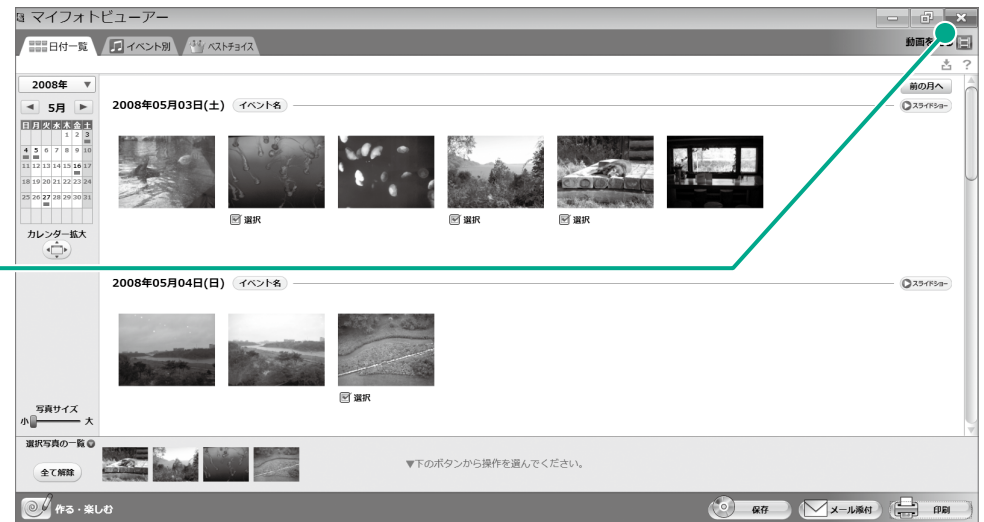 マイフォトビューアー
日付一覧 イベント別 ベストチョイス
?
2008年 ▼
前の月へ
◀ 5月 ▶
2008年05月03日(土) イベント名
スライドショー
日 月 火 水 木 金 土
1 2 3
4 5 6 7 8 9 10
11 12 13 14 15 16 17
18 19 20 21 22 23 24
25 26 27 28 29 30 31
選択 選択 選択
カレンダー拡大
2008年05月04日(日) イベント名
スライドショー
選択
写真サイズ
小 大
選択写真の一覧
全て解除
▼下のボタンから操作を選んでください。
作る・楽しむ
保存 メール添付 印刷